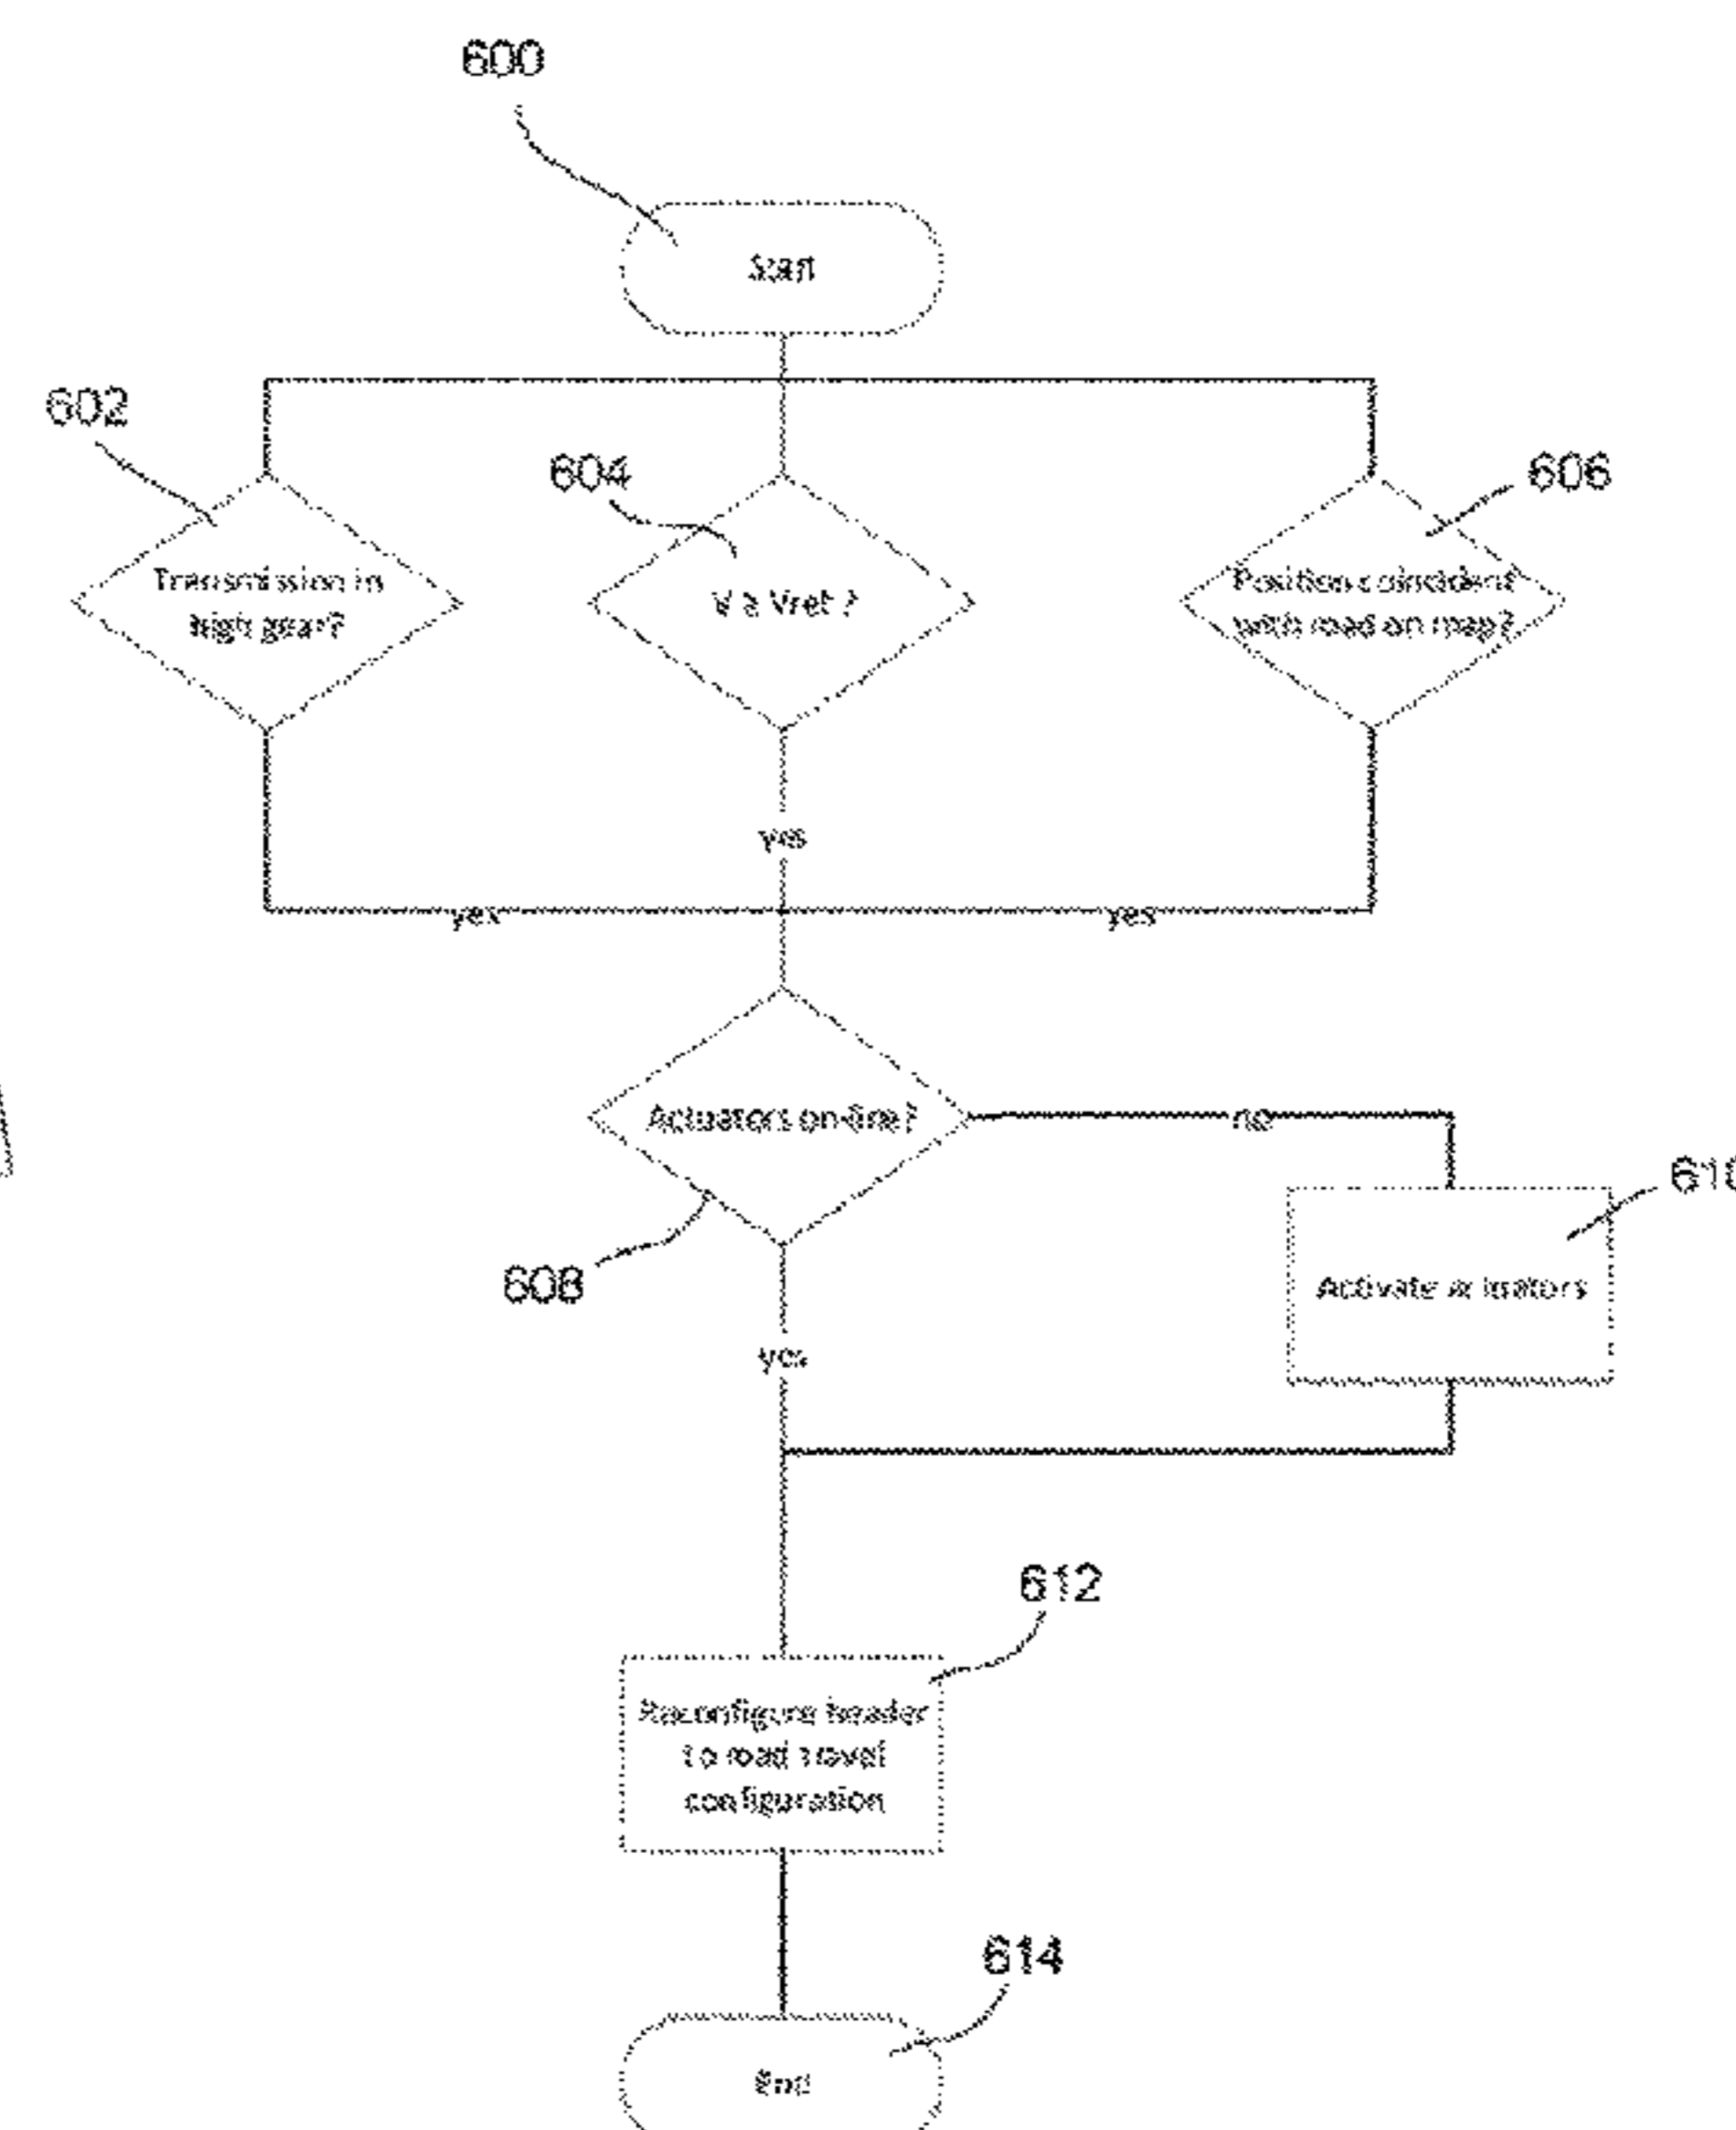 600
Start
602
604
606
Transmission in
high gear?
V ≥ Vref ?
Position coincident
with road on map?
yes
yes
yes
Actuators on-line?
no
610
608
Activate actuators
yes
612
Reconfigure header
to road travel
configuration
614
End